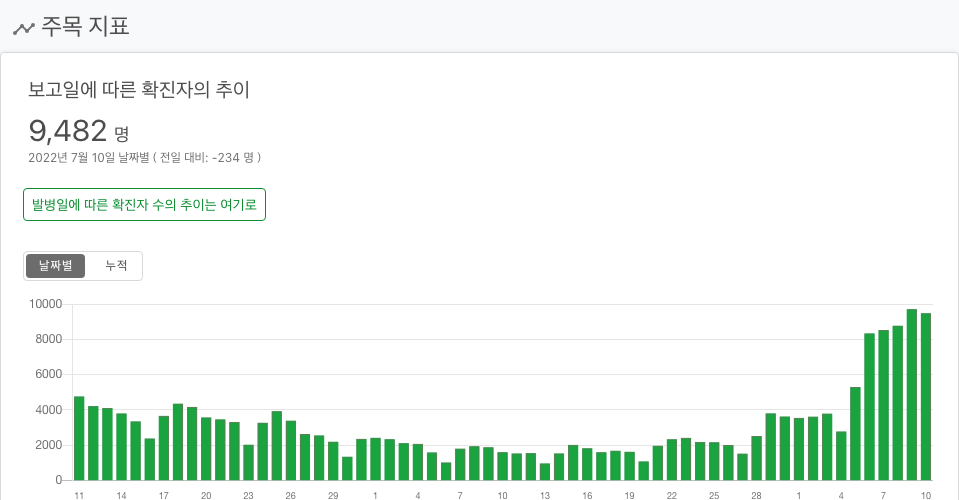 주목 지표
보고일에 따른 확진자의 추이
9,482 명
2022년 7월 10일 날짜별 ( 전일 대비: -234 명 )
발병일에 따른 확진자 수의 추이는 여기로
날짜별 누적
10000
8000
6000
4000
2000
0
11 14 17 20 23 26 29 1 4 7 10 13 16 19 22 25 28 1 4 7 10